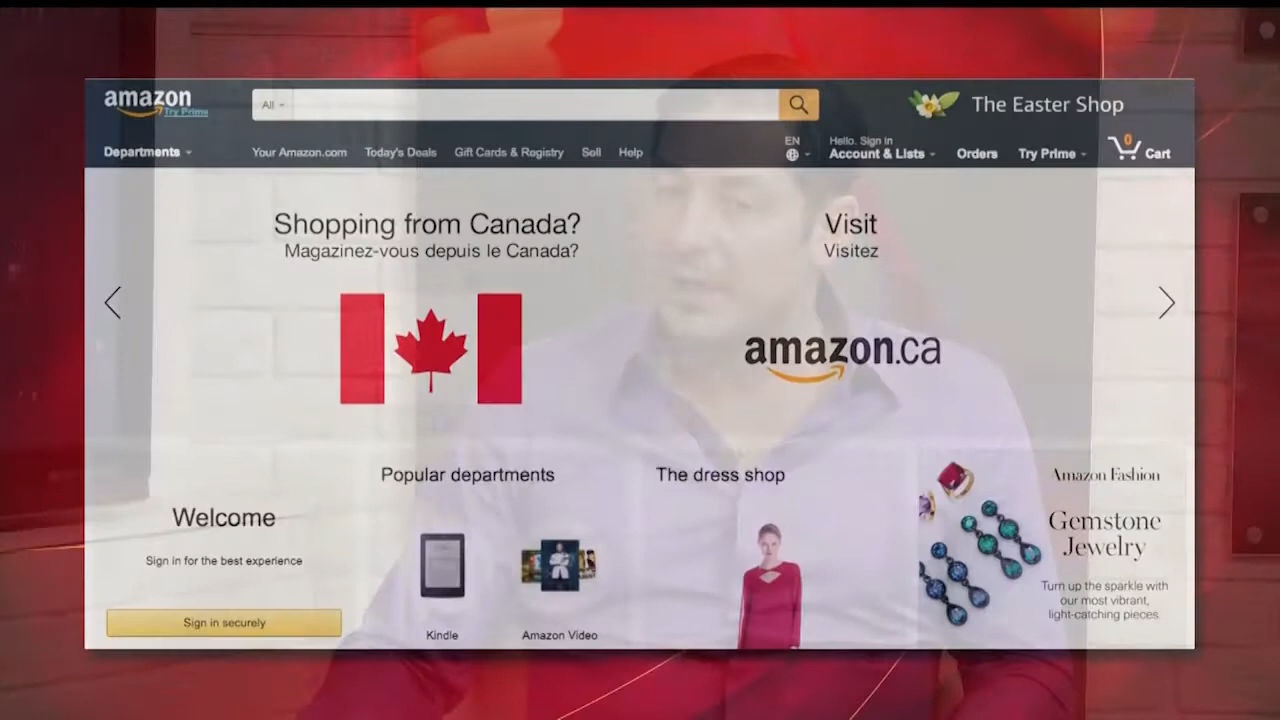 amazon
Try Prime
All
The Easter Shop
Departments
Your Amazon.com
Today's Deals
Gift Cards & Registry
Sell
Help
EN
Hello. Sign in
Account & Lists
Orders
Try Prime
0
Cart
Shopping from Canada?
Magazinez-vous depuis le Canada?
Visit
Visitez
amazon.ca
Welcome
Sign in for the best experience
Sign in securely
Popular departments
Kindle
Amazon Video
The dress shop
Amazon Fashion
Gemstone
Jewelry
Turn up the sparkle with
our most vibrant,
light-catching pieces.